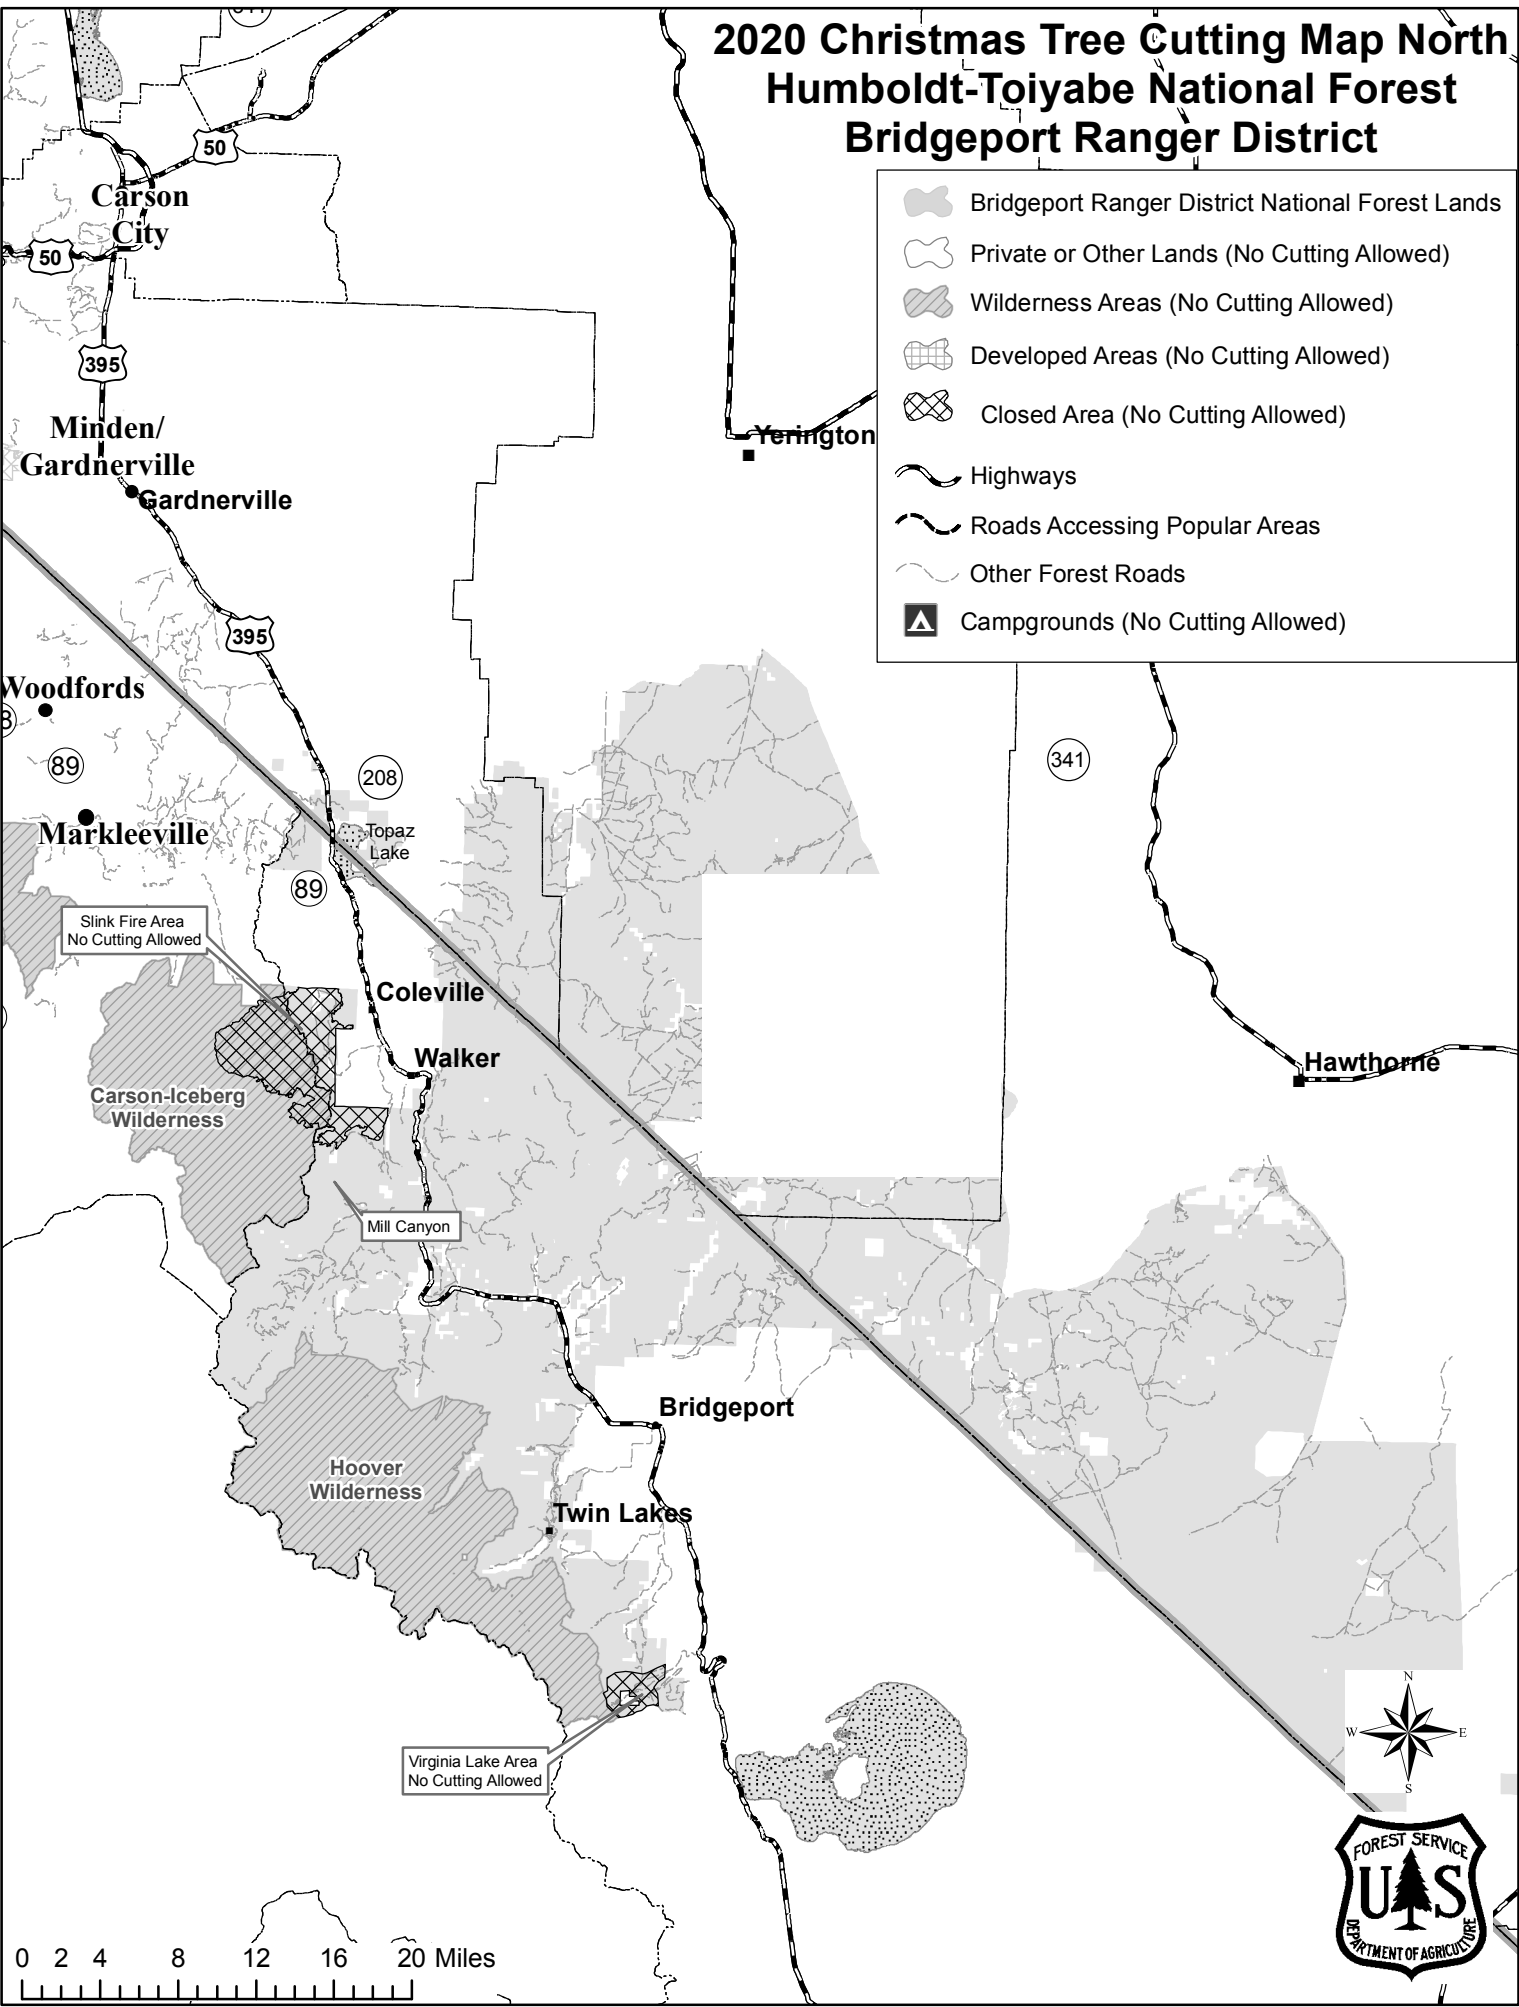 2020 Christmas Tree Cutting Map North
Humboldt-Toiyabe National Forest
Bridgeport Ranger District
Bridgeport Ranger District National Forest Lands
Private or Other Lands (No Cutting Allowed)
Wilderness Areas (No Cutting Allowed)
Developed Areas (No Cutting Allowed)
Closed Area (No Cutting Allowed)
Highways
Roads Accessing Popular Areas
Other Forest Roads
Campgrounds (No Cutting Allowed)
50
Carson
City
50
395
Minden/
Gardnerville
Gardnerville
Yerington
395
Woodfords
89
Markleeville
208
341
Topaz
Lake
89
Slink Fire Area
No Cutting Allowed
Coleville
Walker
Hawthorne
Carson-Iceberg
Wilderness
Mill Canyon
Bridgeport
Hoover
Wilderness
Twin Lakes
Virginia Lake Area
No Cutting Allowed
N
W
E
S
FOREST SERVICE
U S
DEPARTMENT OF AGRICULTURE
0 2 4 8 12 16 20 Miles